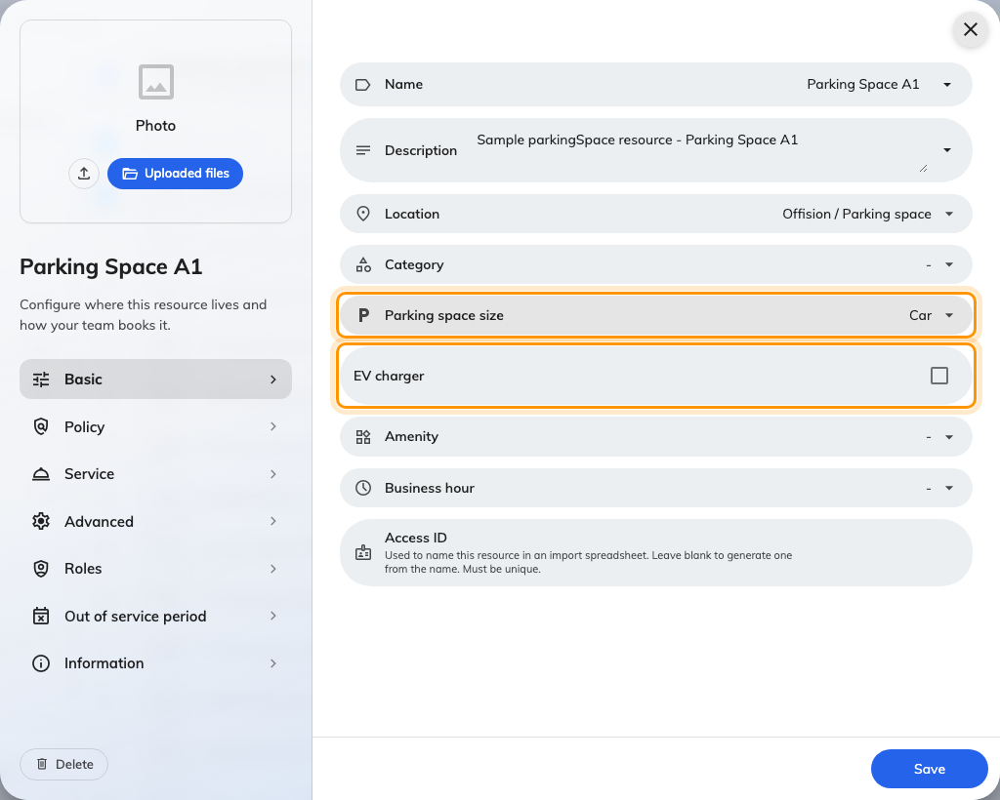 Photo
Uploaded files
Parking Space A1
Configure where this resource lives and
how your team books it.
Basic
Policy
Service
Advanced
Roles
Out of service period
Information
Delete
Name
Parking Space A1
Description
Sample parkingSpace resource - Parking Space A1
Location
Offision / Parking space
Category
-
Parking space size
Car
EV charger
Amenity
-
Business hour
-
Access ID
Used to name this resource in an import spreadsheet. Leave blank to generate one
from the name. Must be unique.
Save